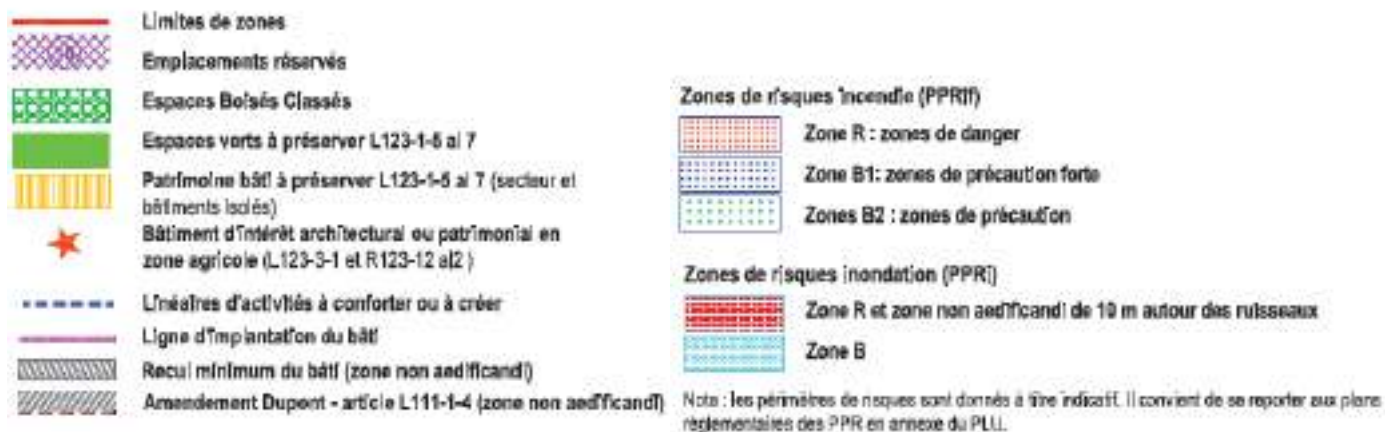 Limites de zones
Emplacements réservés
Espaces Boisés Classés
Espaces verts à préserver L123-1-5 al 7
Patrimoine bâti à préserver L123-1-5 al 7 (secteur et
bâtiments isolés)
Bâtiment d'intérêt architectural ou patrimonial en
zone agricole (L123-3-1 et R123-12 al2 )
Linéaires d'activités à conforter ou à créer
Ligne d'implantation du bâti
Recul minimum du bâti (zone non aedificandi)
Amendement Dupont - article L111-1-4 (zone non aedificandi)
Zones de risques incendie (PPRif)
Zone R : zones de danger
Zone B1: zones de précaution forte
Zones B2 : zones de précaution
Zones de risques inondation (PPRi)
Zone R et zone non aedificandi de 10 m autour des ruisseaux
Zone B
Note : les périmètres de risques sont donnés à titre indicatif. Il convient de se reporter aux plans
réglementaires des PPR en annexe du PLU.